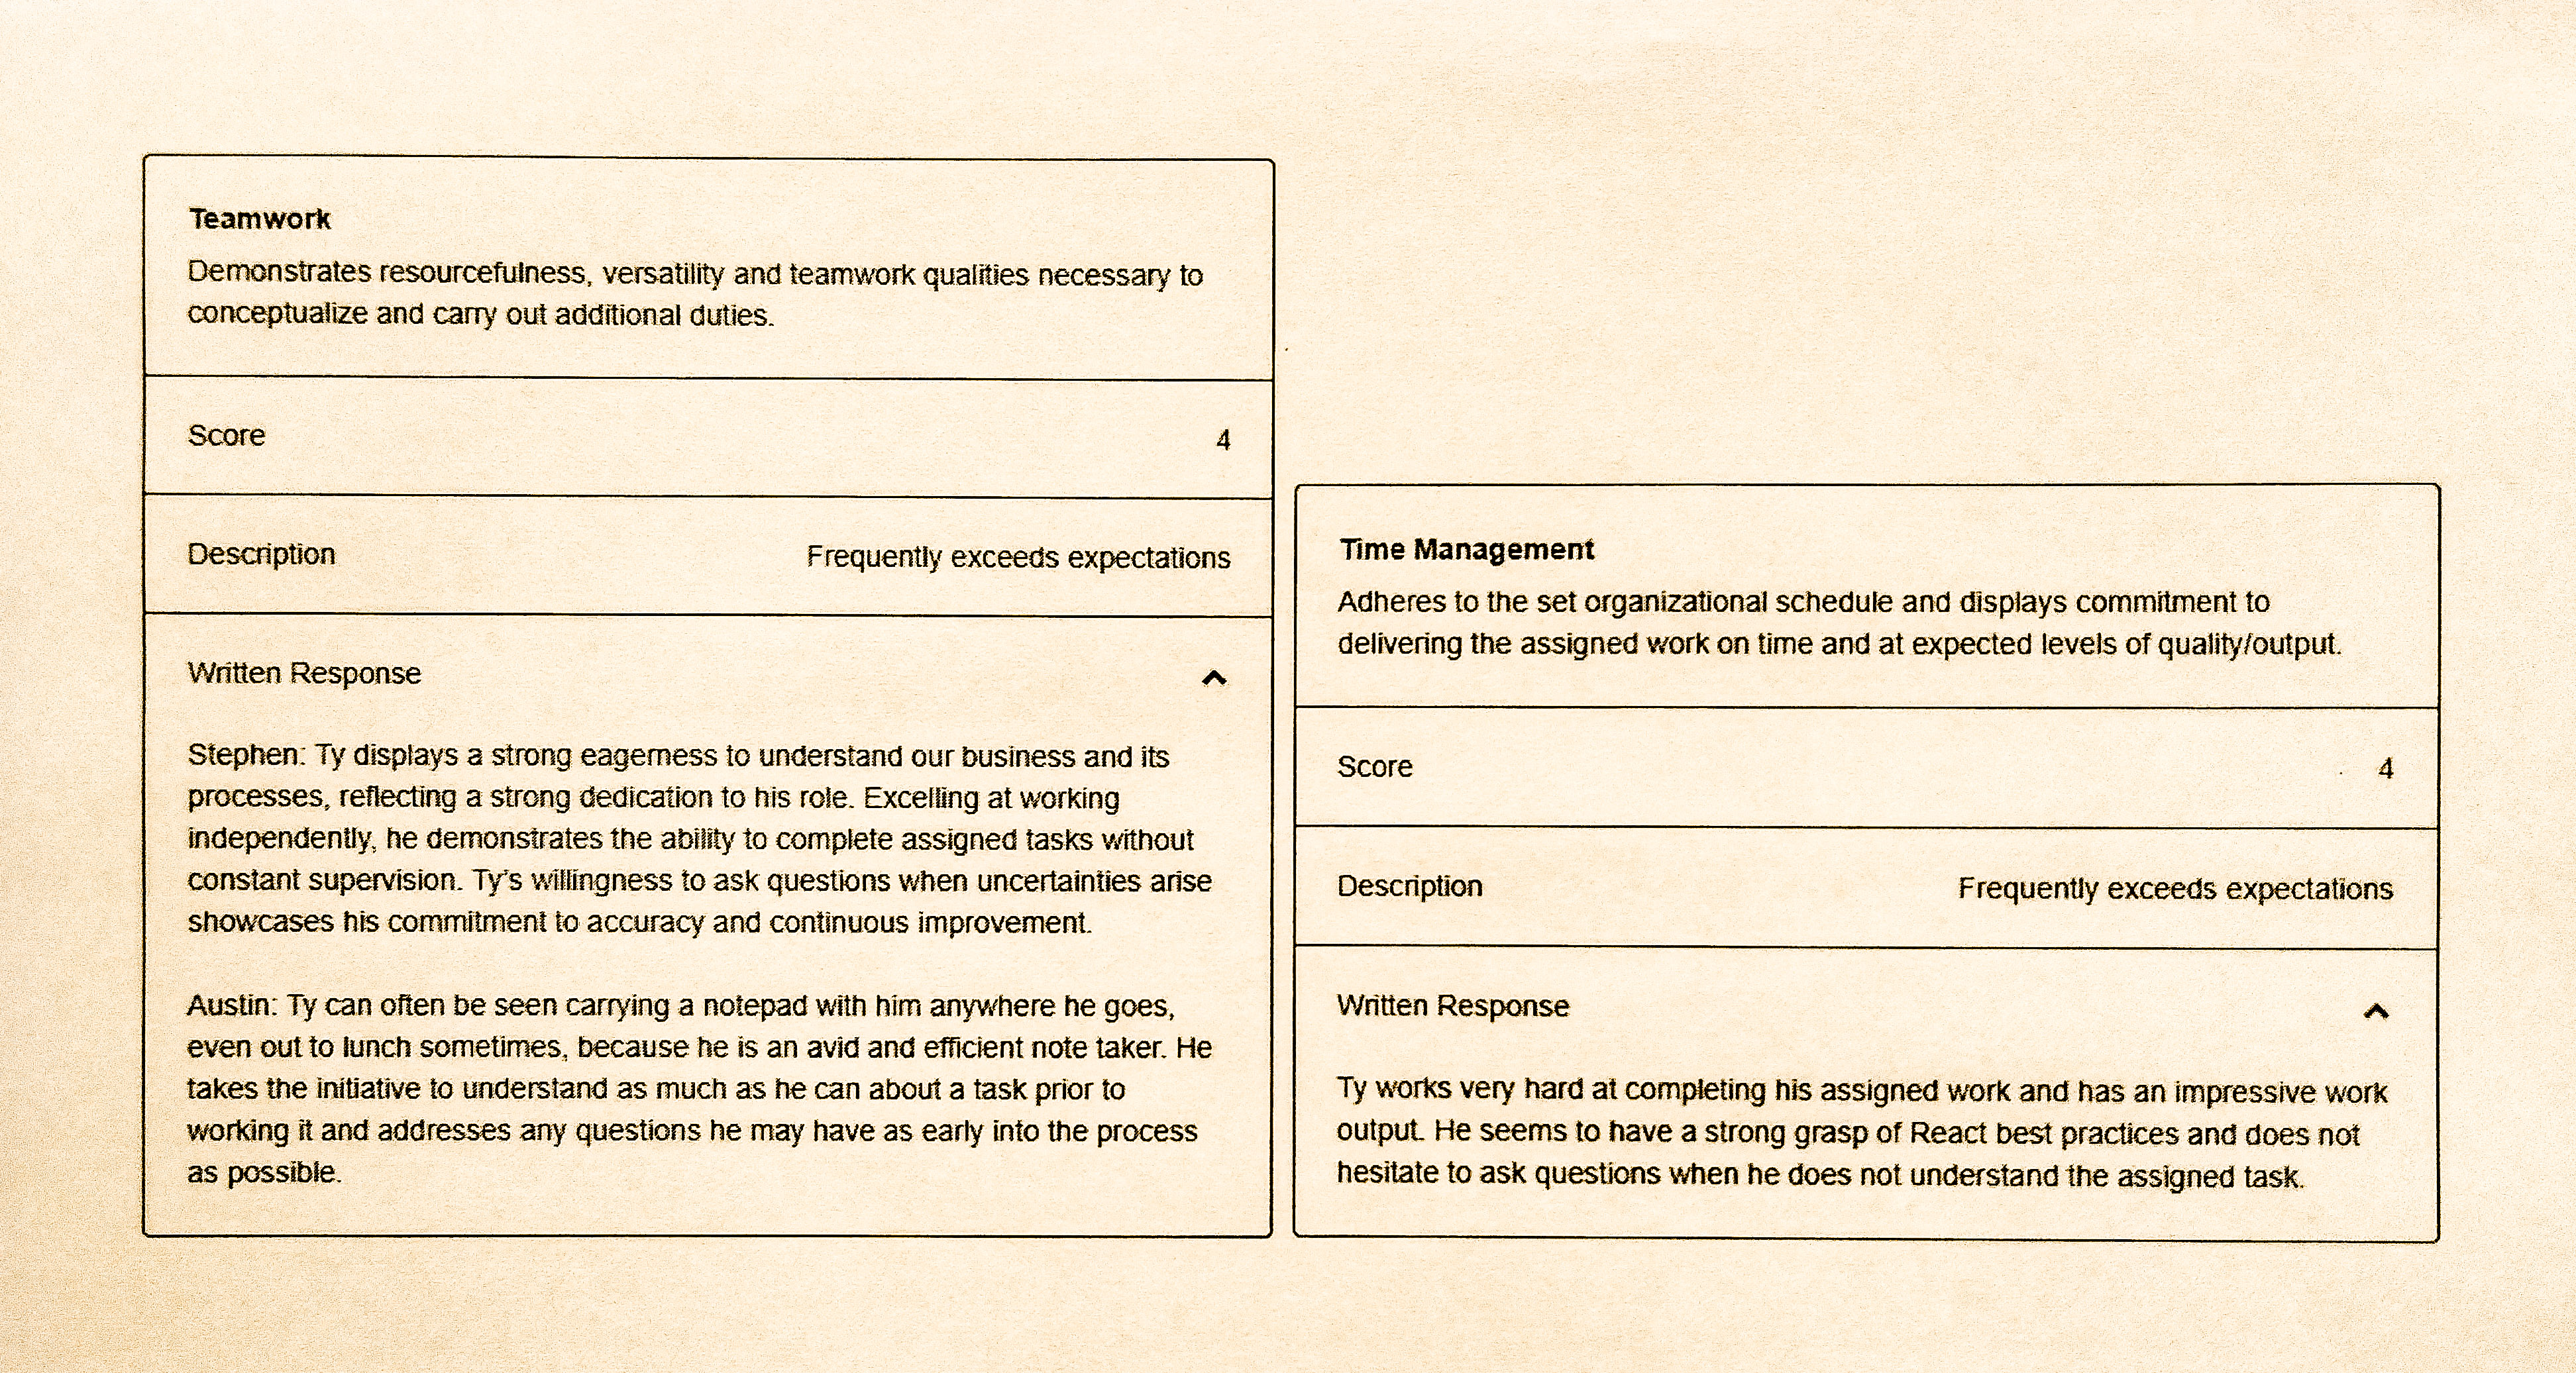 Teamwork
Demonstrates resourcefulness, versatility and teamwork qualities necessary to
conceptualize and carry out additional duties.
Score 4
Description Frequently exceeds expectations
Written Response
Stephen: Ty displays a strong eagerness to understand our business and its
processes, reflecting a strong dedication to his role. Excelling at working
independently, he demonstrates the ability to complete assigned tasks without
constant supervision. Ty's willingness to ask questions when uncertainties arise
showcases his commitment to accuracy and continuous improvement.
Austin: Ty can often be seen carrying a notepad with him anywhere he goes,
even out to lunch sometimes, because he is an avid and efficient note taker. He
takes the initiative to understand as much as he can about a task prior to
working it and addresses any questions he may have as early into the process
as possible.
Time Management
Adheres to the set organizational schedule and displays commitment to
delivering the assigned work on time and at expected levels of quality/output.
Score 4
Description Frequently exceeds expectations
Written Response
Ty works very hard at completing his assigned work and has an impressive work
output. He seems to have a strong grasp of React best practices and does not
hesitate to ask questions when he does not understand the assigned task.